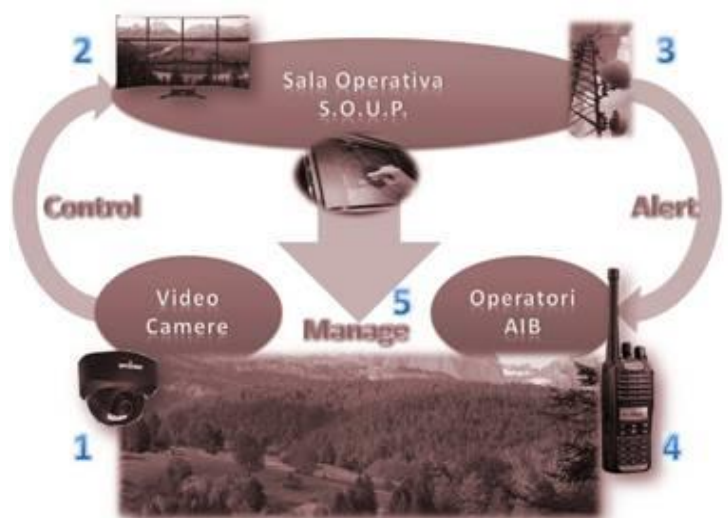 2
3
Sala Operativa
S.O.U.P.
Control
Alert
Video
Camere
5
Manage
Operatori
AIB
1
4